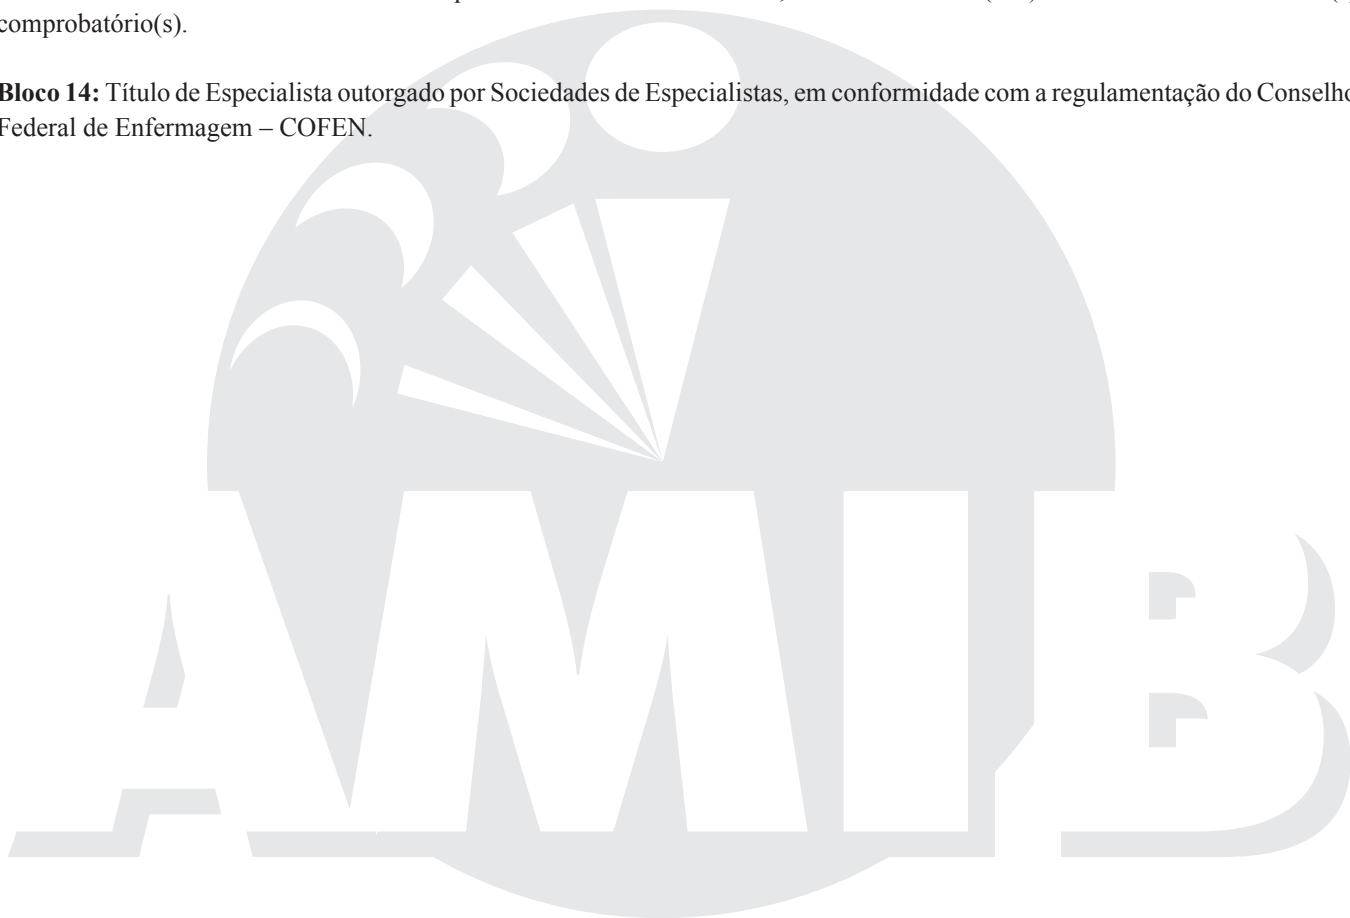 comprobatório(s).
Bloco 14: Título de Especialista outorgado por Sociedades de Especialistas, em conformidade com a regulamentação do Conselho
Federal de Enfermagem – COFEN.
AMIB